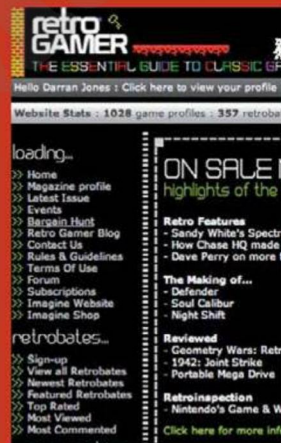 retro
GAMER
THE ESSENTIAL GUIDE TO CLASSIC
Hello Darran Jones : Click here to view your profile
Website Stats : 1028 game profiles : 357
loading...
>> Home
>> Magazine profile
>> Latest Issue
>> Events
>> Bargain Hunt
>> Retro Gamer Blog
>> Contact Us
>> Rules & Guidelines
>> Terms Of Use
>> Forum
>> Subscriptions
>> Imagine Website
>> Imagine Shop
retrobates...
>> Sign-up
>> View all Retrobates
>> Newest Retrobates
>> Featured Retrobates
>> Top Rated
>> Most Viewed
>> Most Commented
ON SALE
highlights of the
Retro Features
- Sandy White's Spectr
- How Chase HQ made
- Dave Perry on more
The Making of...
- Defender
- Soul Calibur
- Night Shift
Reviewed
- Geometry Wars: Retr
- 1942: Joint Strike
- Portable Mega Drive
Retroinspection
- Nintendo's Game & W
Click here for more inf